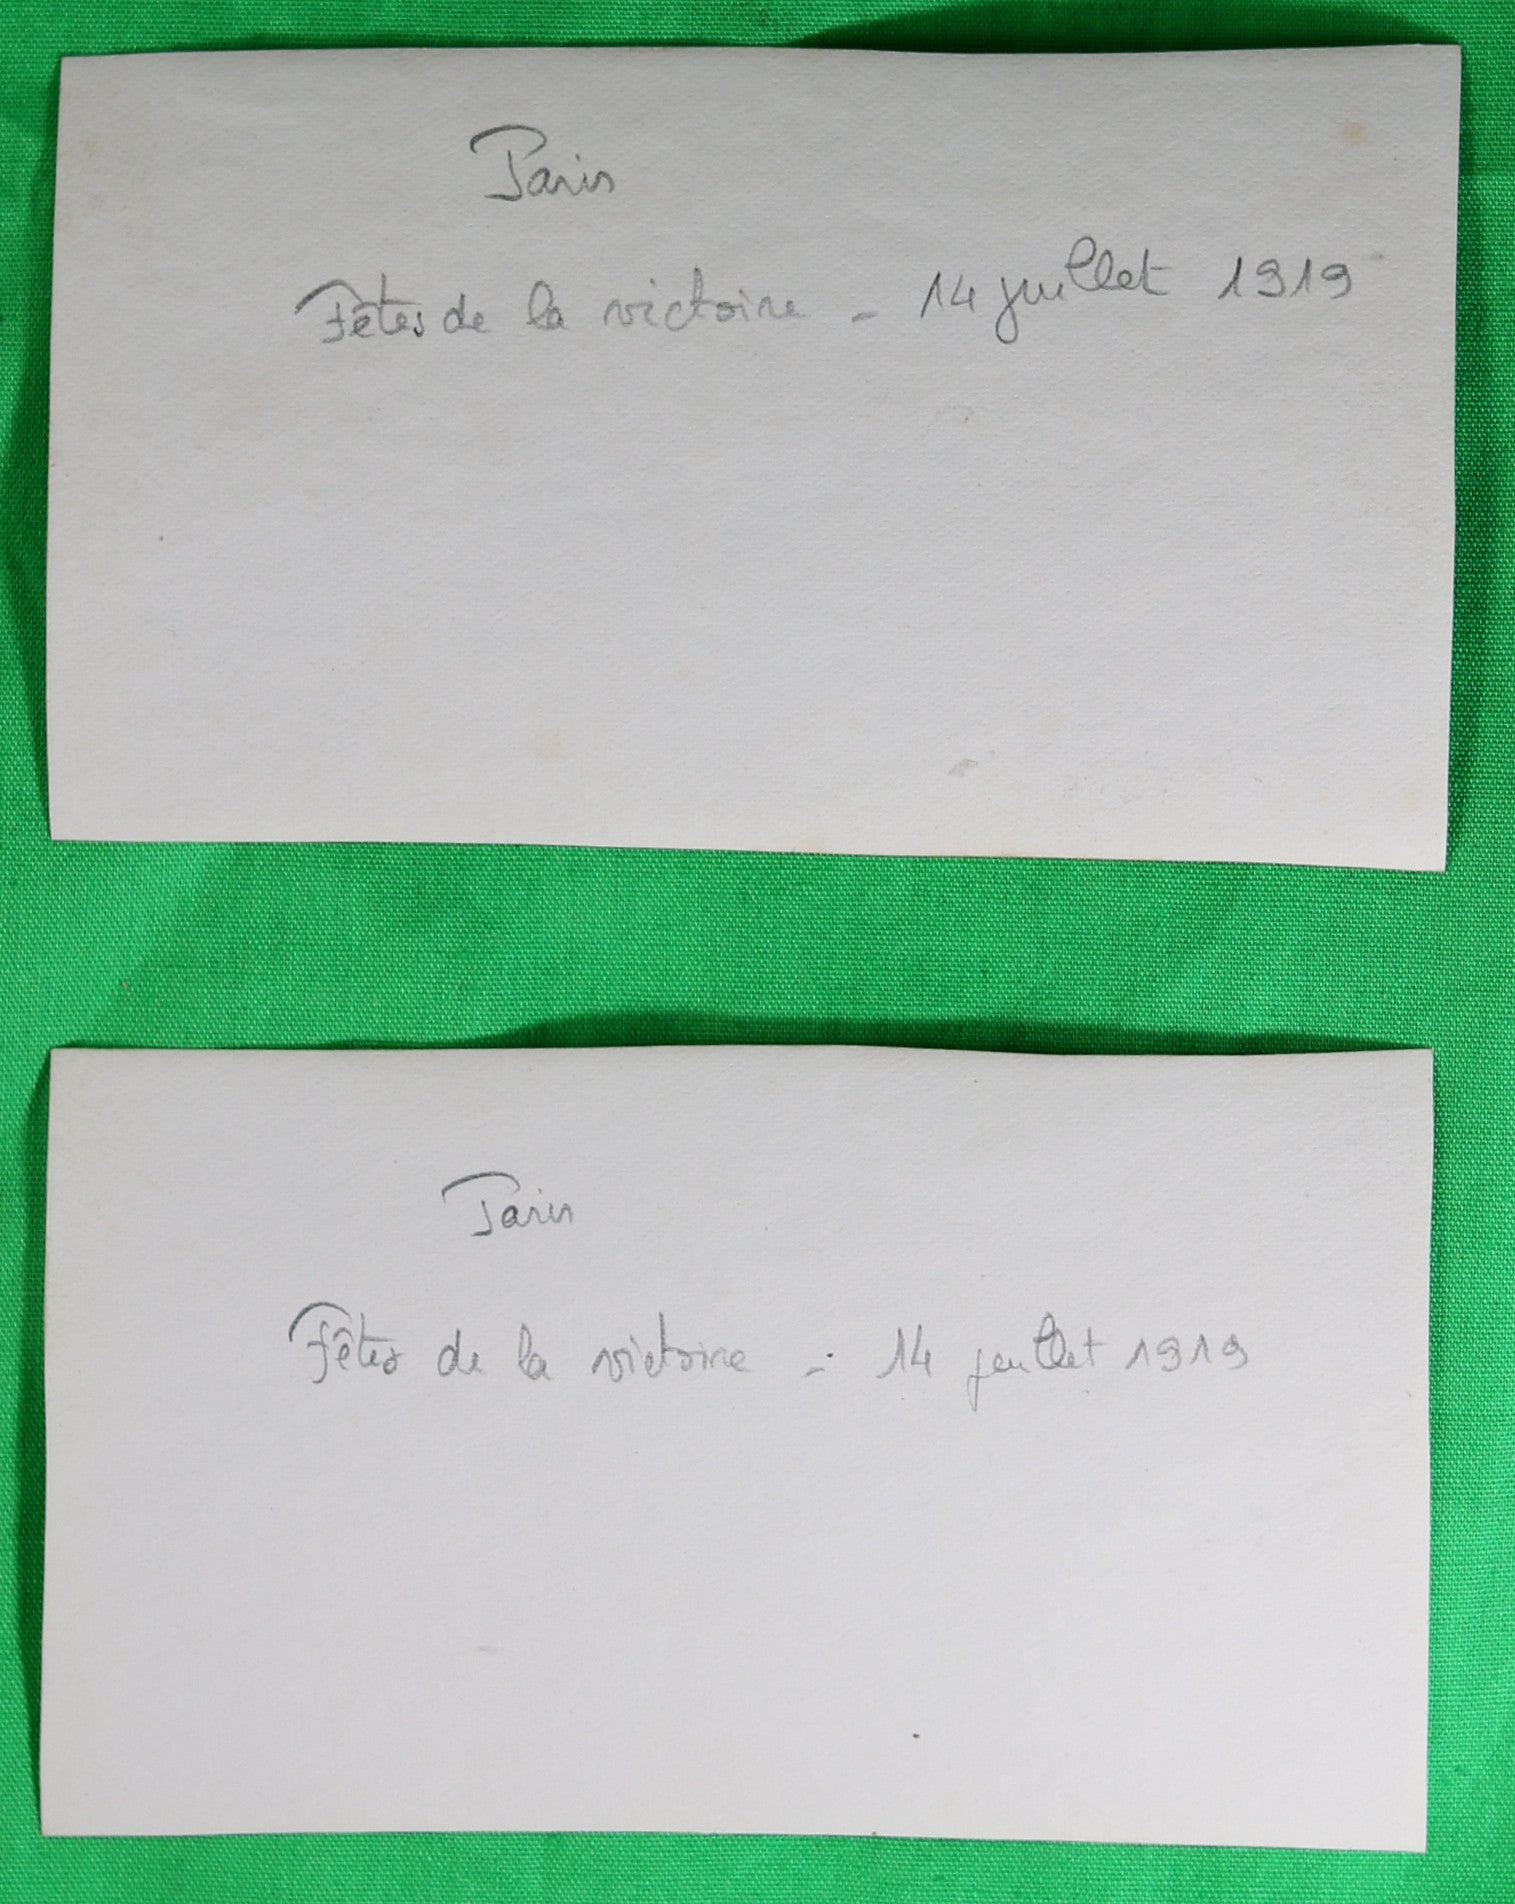 Paris
Fêtes de la victoire - 14 juillet 1919
Paris
Fêtes de la victoire - 14 juillet 1919